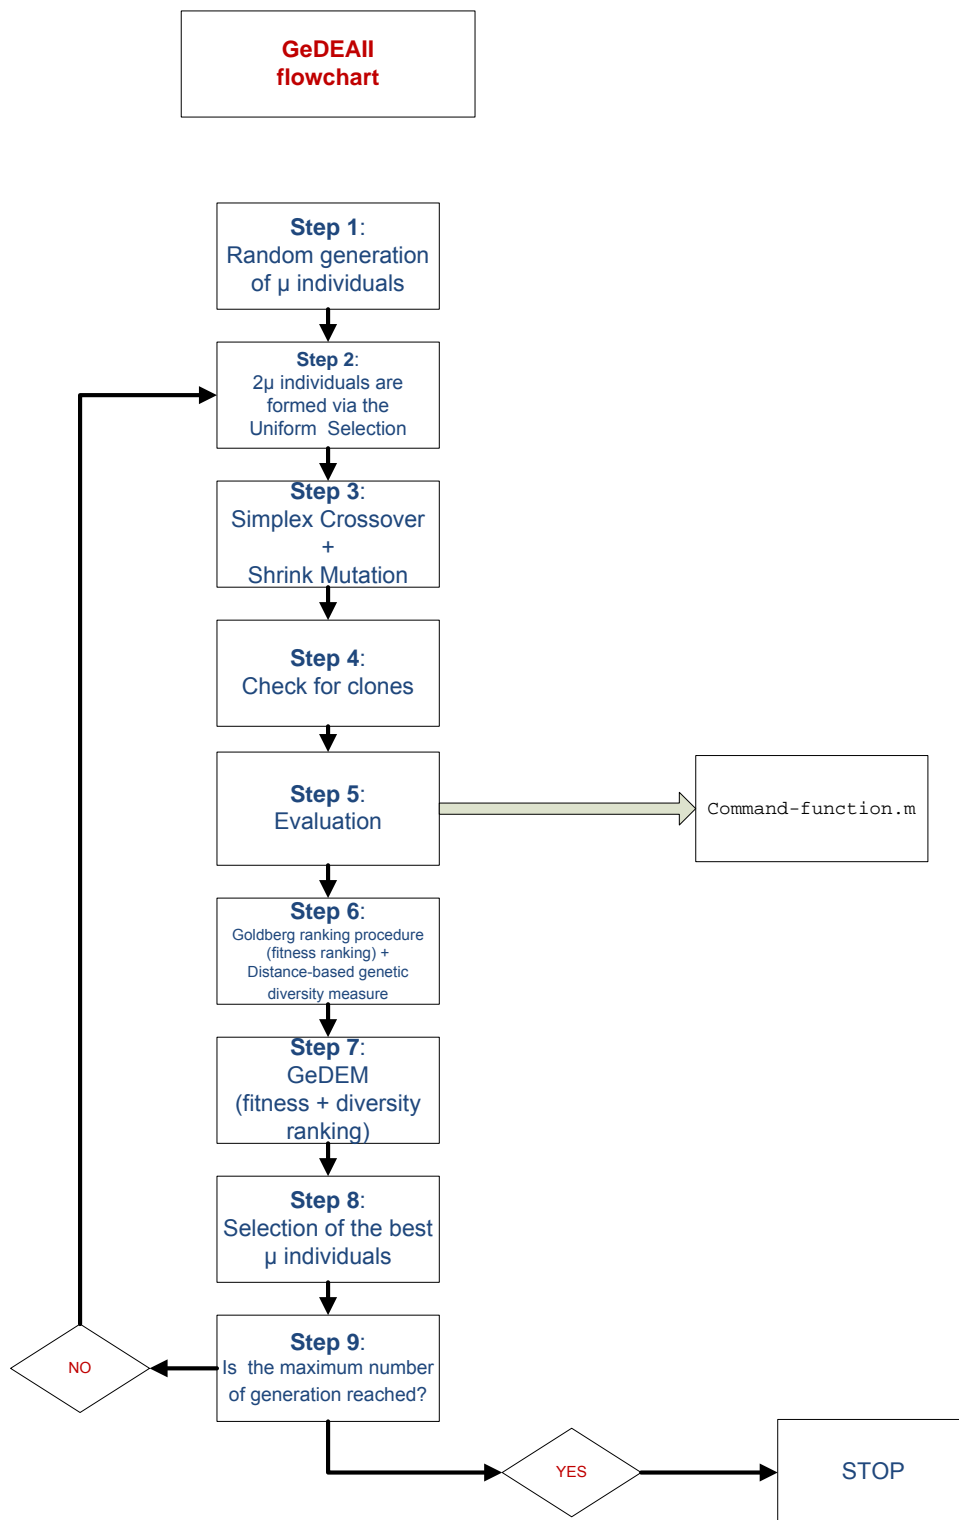 GeDEAII
flowchart
Step 1:
Random generation
of µ individuals
Step 2:
2µ individuals are
formed via the
Uniform Selection
Step 3:
Simplex Crossover
+
Shrink Mutation
Step 4:
Check for clones
Step 5:
Evaluation
Command-function.m
Step 6:
Goldberg ranking procedure
(fitness ranking) +
Distance-based genetic
diversity measure
Step 7:
GeDEM
(fitness + diversity
ranking)
Step 8:
Selection of the best
µ individuals
Step 9:
Is the maximum number
of generation reached?
NO
YES
STOP